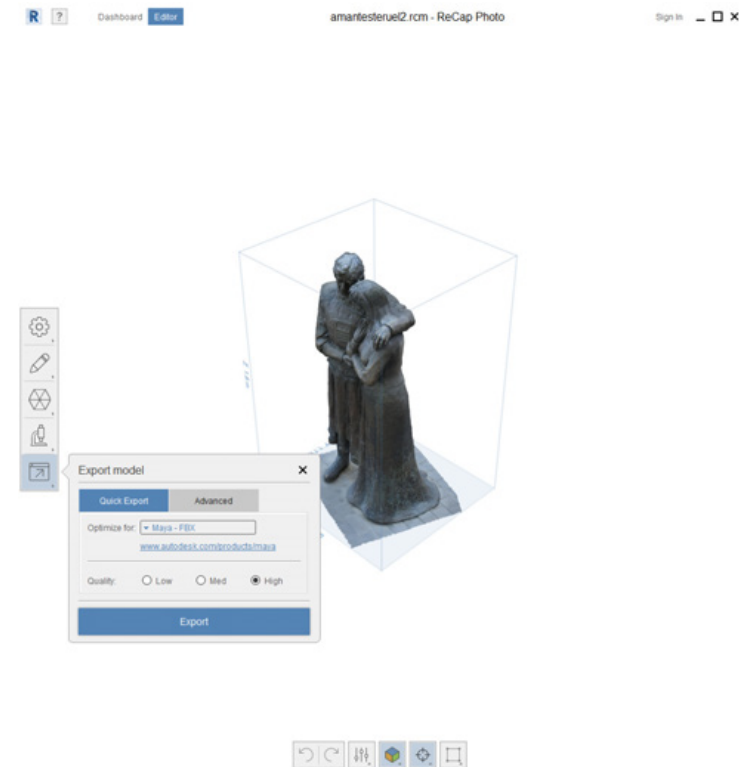 R ? Dashboard Editor amantesteruel2.rcm - ReCap Photo Sign In
Export model
Quick Export Advanced
Optimize for: Maya - FBX
www.autodesk.com/products/maya
Quality: Low Med High
Export